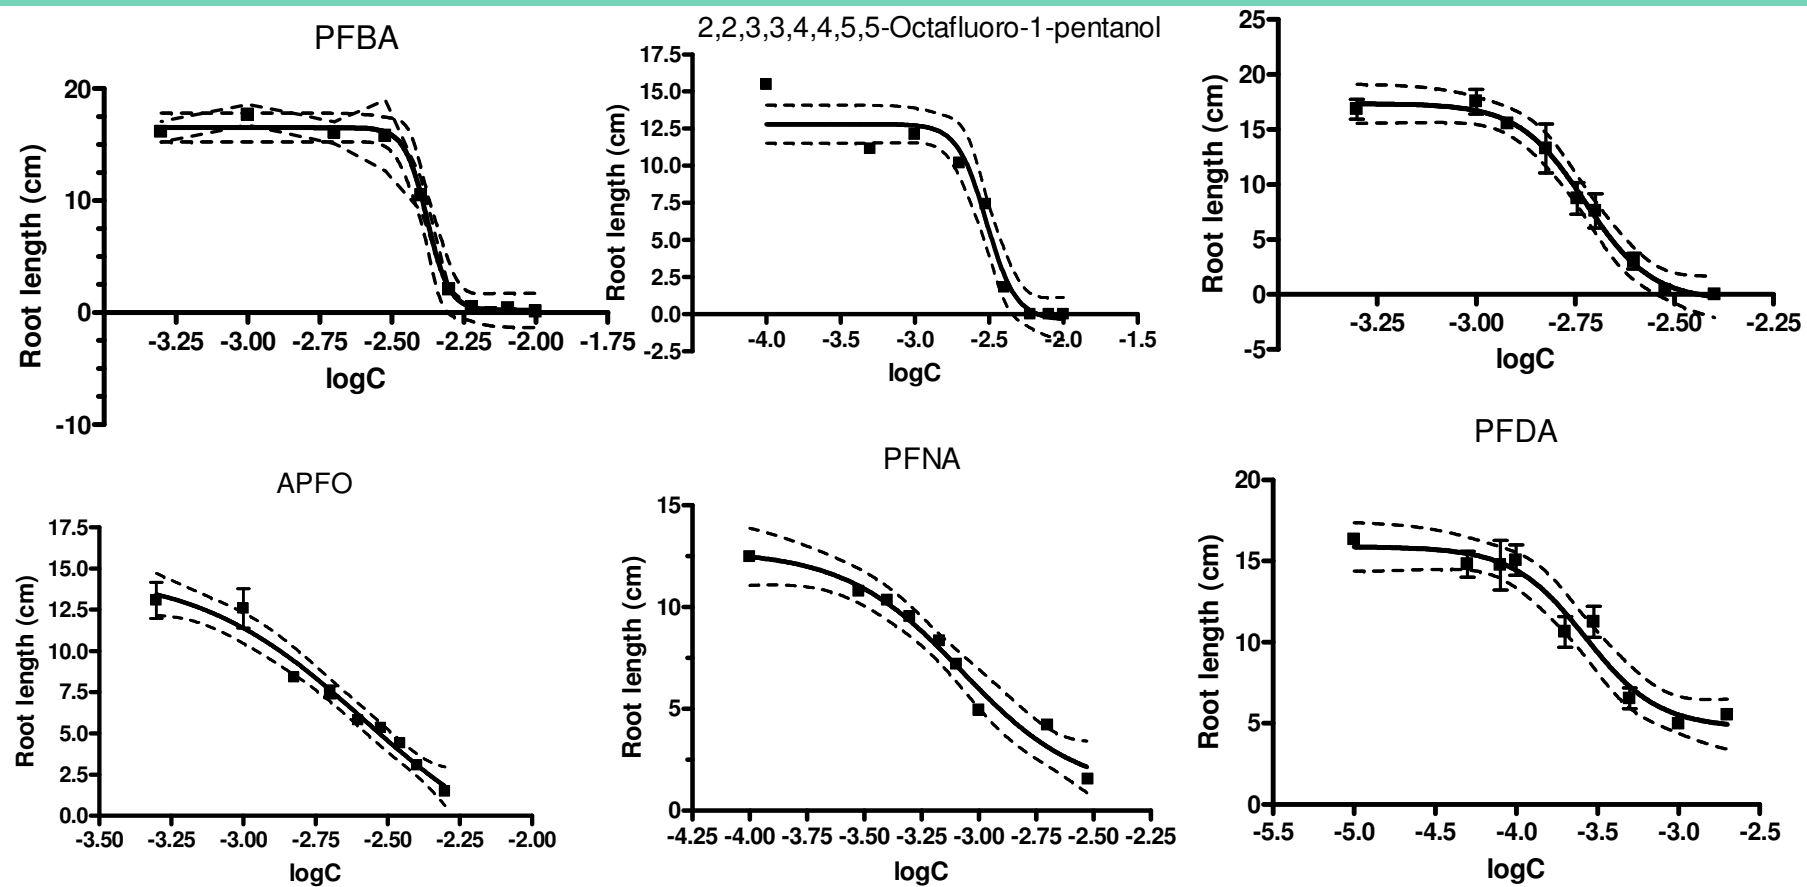 PFBA
20
10
0
-10
-3.25 -3.00 -2.75 -2.50 -2.25 -2.00 -1.75
Root length (cm)
logC
2,2,3,3,4,4,5,5-Octafluoro-1-pentanol
17.5
15.0
12.5
10.0
7.5
5.0
2.5
0.0
-2.5
-4.0 -3.5 -3.0 -2.5 -2.0 -1.5
Root length (cm)
logC
25
20
15
10
5
0
-5
-3.25 -3.00 -2.75 -2.50 -2.25
Root length (cm)
logC
APFO
17.5
15.0
12.5
10.0
7.5
5.0
2.5
0.0
-3.50 -3.25 -3.00 -2.75 -2.50 -2.25 -2.00
Root length (cm)
logC
PFNA
15
10
5
0
-4.25 -4.00 -3.75 -3.50 -3.25 -3.00 -2.75 -2.50 -2.25
Root length (cm)
logC
PFDA
20
15
10
5
0
-5.5 -5.0 -4.5 -4.0 -3.5 -3.0 -2.5
Root length (cm)
logC